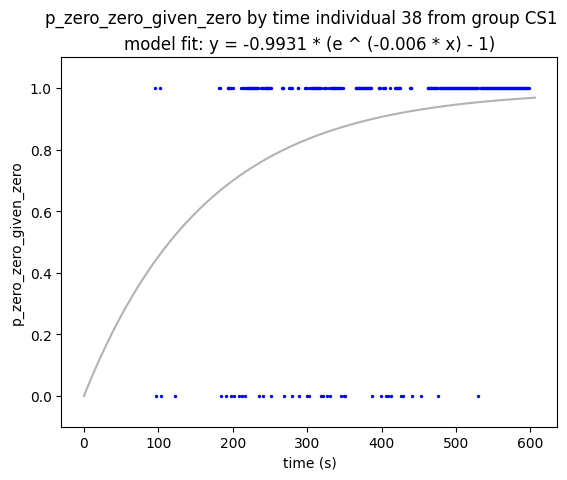 p_zero_zero_given_zero by time individual 38 from group CS1
model fit: y = -0.9931 * (e ^ (-0.006 * x) - 1)
1.0
0.8
0.6
0.4
0.2
0.0
p_zero_zero_given_zero
0 100 200 300 400 500 600
time (s)